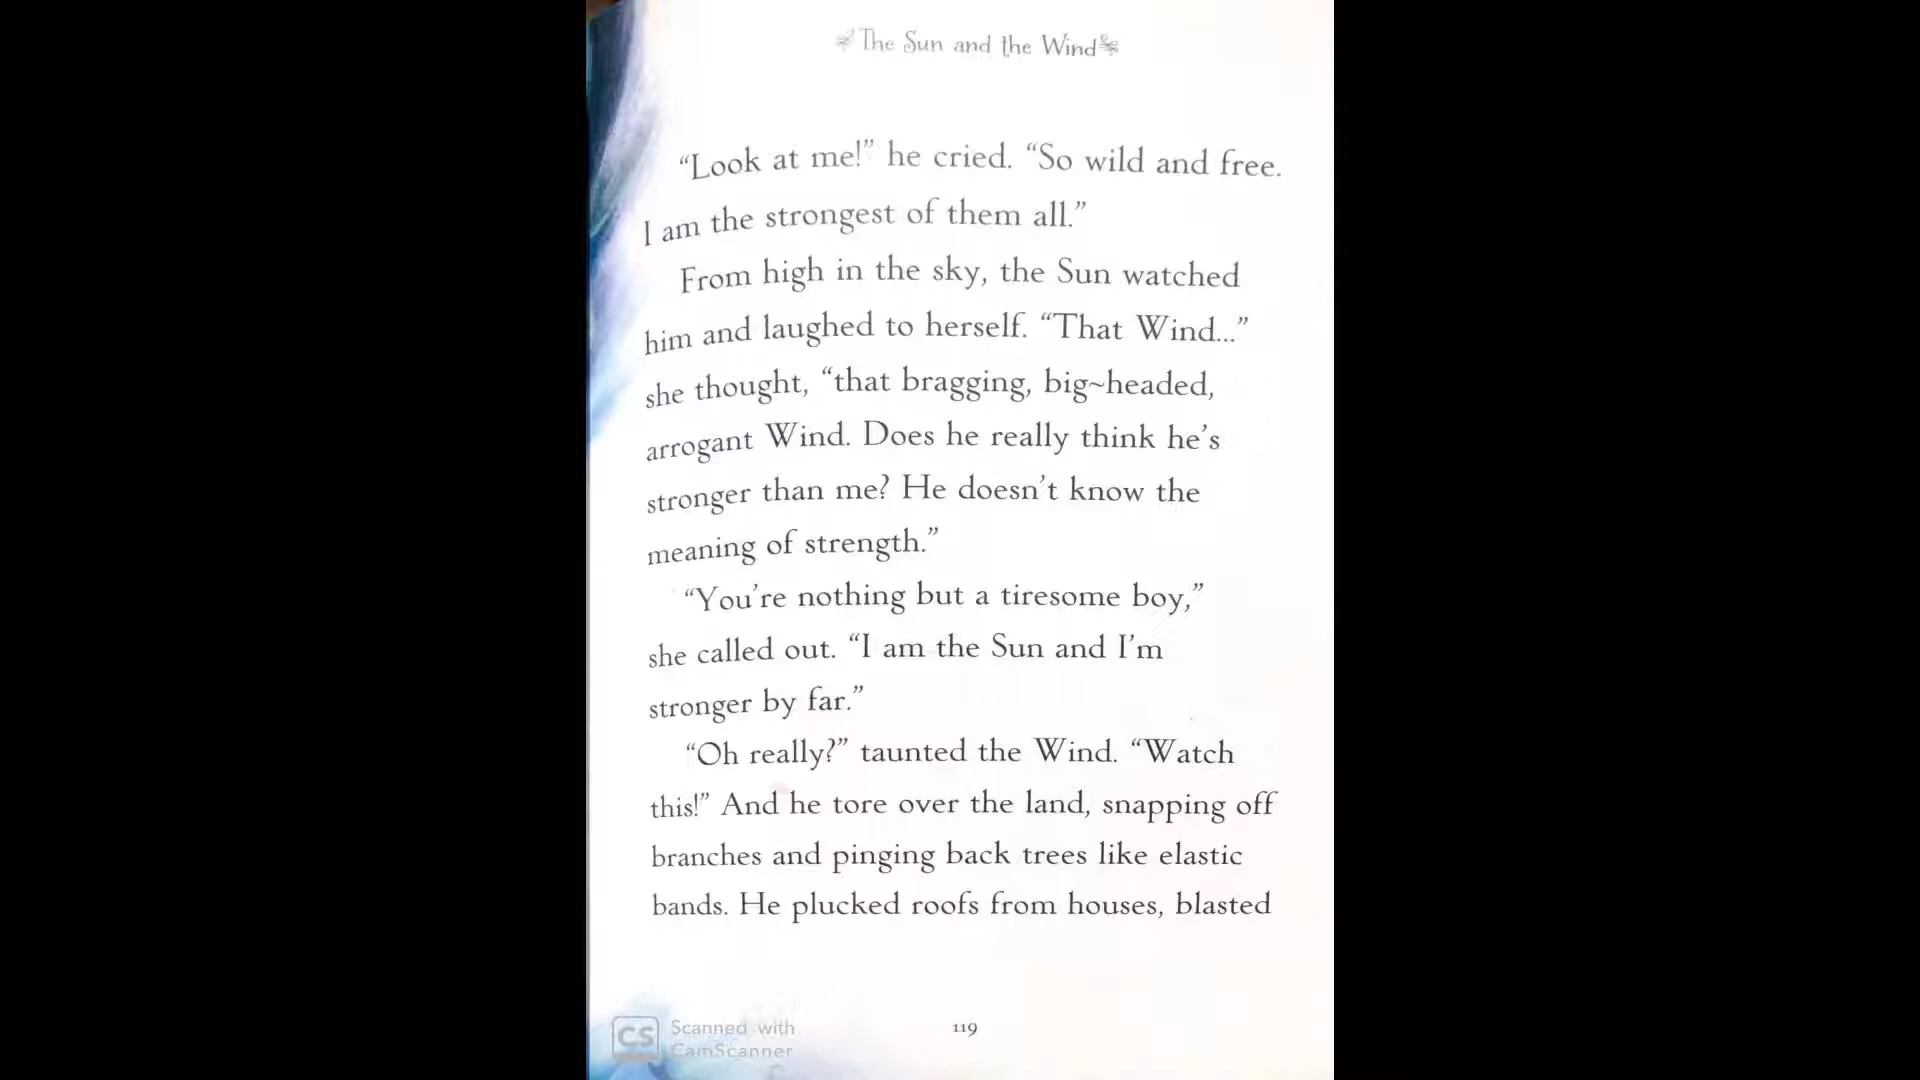 The Sun and the Wind
“Look at me!” he cried. “So wild and free.
I am the strongest of them all.”
From high in the sky, the Sun watched
him and laughed to herself. “That Wind...”
she thought, “that bragging, big~headed,
arrogant Wind. Does he really think he’s
stronger than me? He doesn’t know the
meaning of strength.”
“You’re nothing but a tiresome boy,”
she called out. “I am the Sun and I’m
stronger by far.”
“Oh really?” taunted the Wind. “Watch
this!” And he tore over the land, snapping off
branches and pinging back trees like elastic
bands. He plucked roofs from houses, blasted
119
CS Scanned with
CamScanner